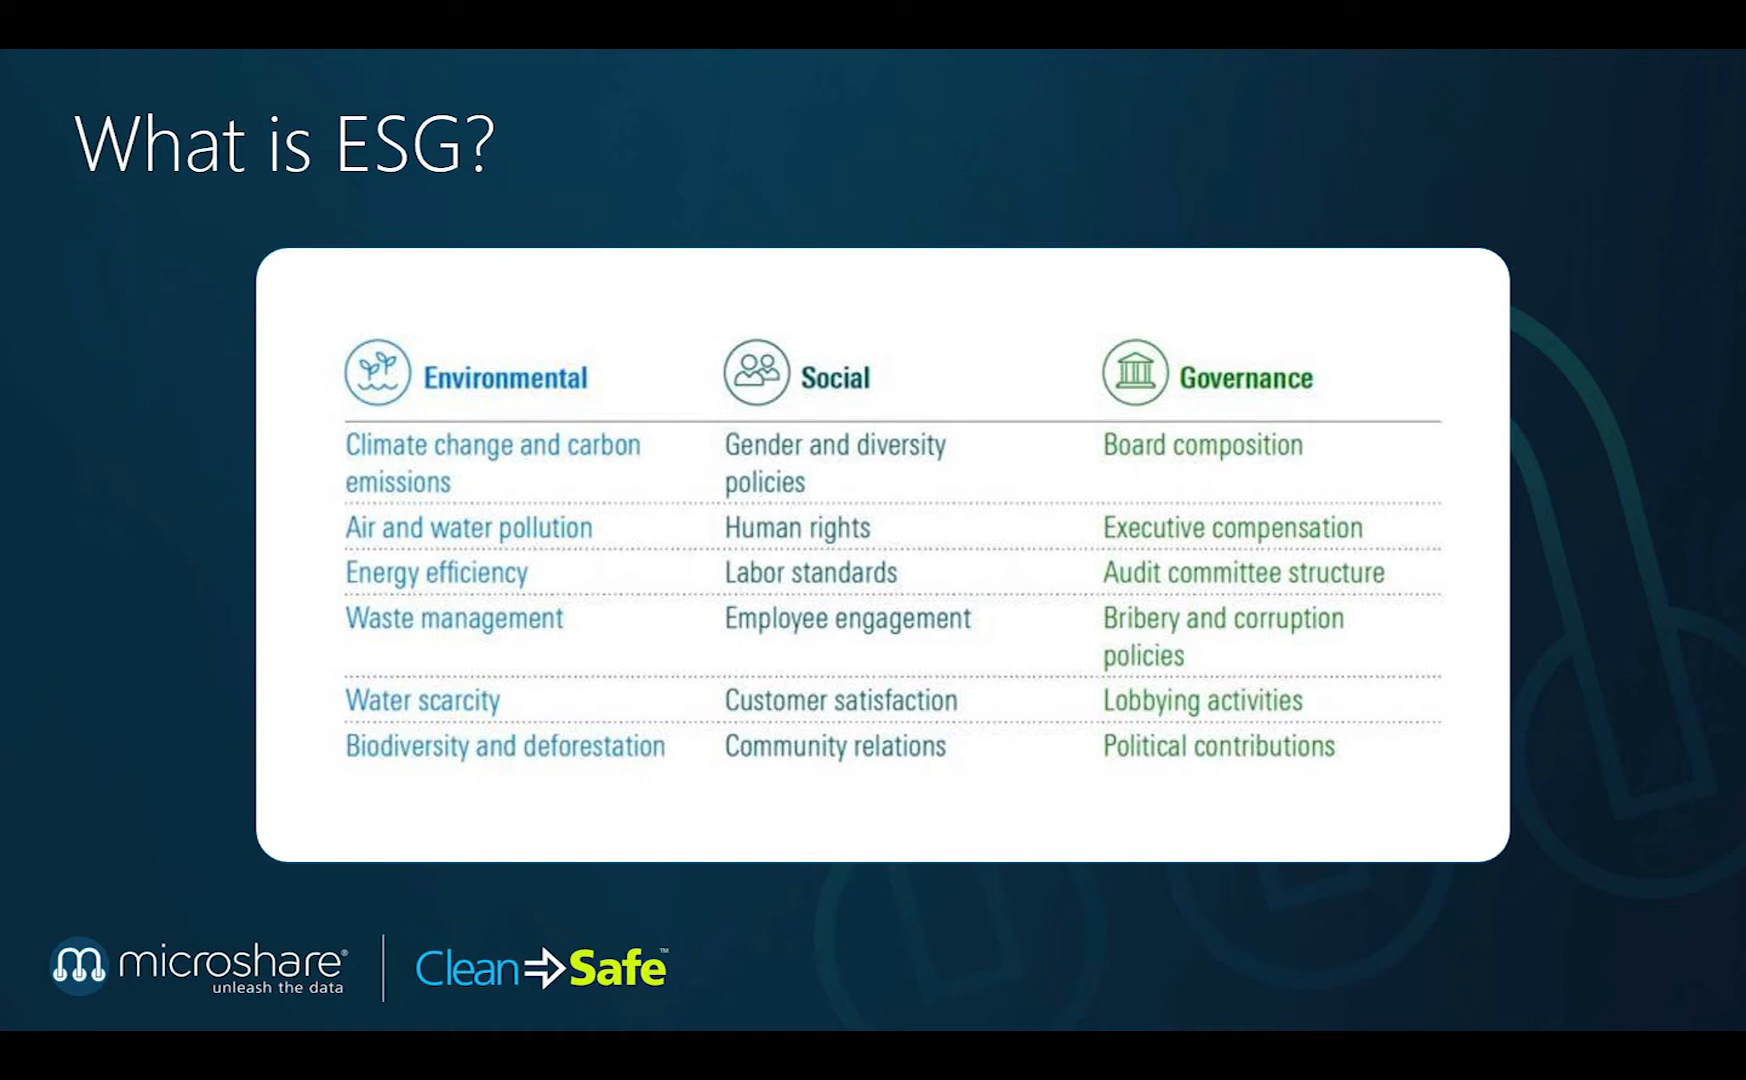 What is ESG?
Environmental Social Governance
Climate change and carbon emissions
Gender and diversity policies
Board composition
Air and water pollution
Human rights
Executive compensation
Energy efficiency
Labor standards
Audit committee structure
Waste management
Employee engagement
Bribery and corruption policies
Water scarcity
Customer satisfaction
Lobbying activities
Biodiversity and deforestation
Community relations
Political contributions
microshare®
unleash the data
Clean Safe™